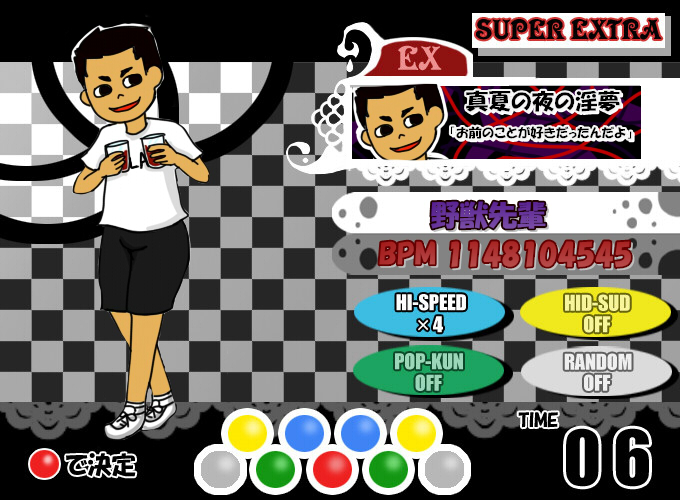 SUPER EXTRA
EX
真夏の夜の淫夢
「お前のことが好きだったんだよ」
野獣先輩
BPM 1148104545
HI-SPEED
×4
HID-SUD
OFF
POP-KUN
OFF
RANDOM
OFF
LA
で決定
TIME
06